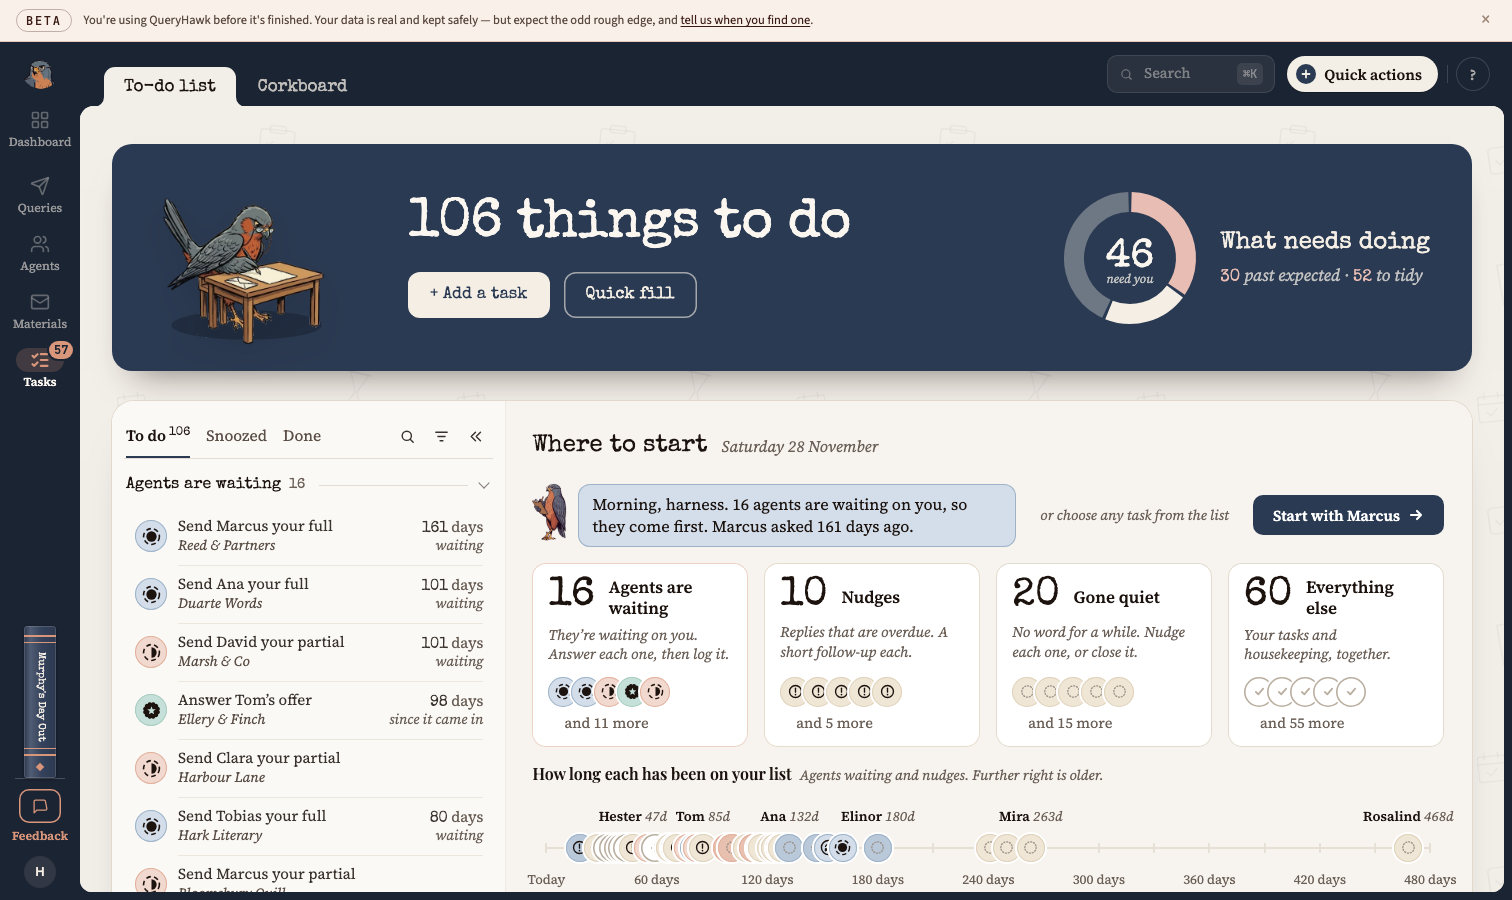 BETA
You're using QueryHawk before it's finished. Your data is real and kept safely — but expect the odd rough edge, and tell us when you find one.
×
To-do list
Corkboard
Search
⌘K
+ Quick actions
?
Dashboard
Queries
Agents
Materials
57
Tasks
Murphy's Day Out
Feedback
H
106 things to do
+ Add a task
Quick fill
46
need you
What needs doing
30 past expected · 52 to tidy
To do 106
Snoozed
Done
Agents are waiting 16
Send Marcus your full
Reed & Partners
161 days
waiting
Send Ana your full
Duarte Words
101 days
waiting
Send David your partial
Marsh & Co
101 days
waiting
Answer Tom's offer
Ellery & Finch
98 days
since it came in
Send Clara your partial
Harbour Lane
Send Tobias your full
Hark Literary
80 days
waiting
Send Marcus your partial
Where to start
Saturday 28 November
Morning, harness. 16 agents are waiting on you, so
they come first. Marcus asked 161 days ago.
or choose any task from the list
Start with Marcus →
16 Agents are
waiting
They're waiting on you.
Answer each one, then log it.
and 11 more
10 Nudges
Replies that are overdue. A
short follow-up each.
and 5 more
20 Gone quiet
No word for a while. Nudge
each one, or close it.
and 15 more
60 Everything
else
Your tasks and
housekeeping, together.
and 55 more
How long each has been on your list
Agents waiting and nudges. Further right is older.
Hester 47d
Tom 85d
Ana 132d
Elinor 180d
Mira 263d
Rosalind 468d
Today
60 days
120 days
180 days
240 days
300 days
360 days
420 days
480 days